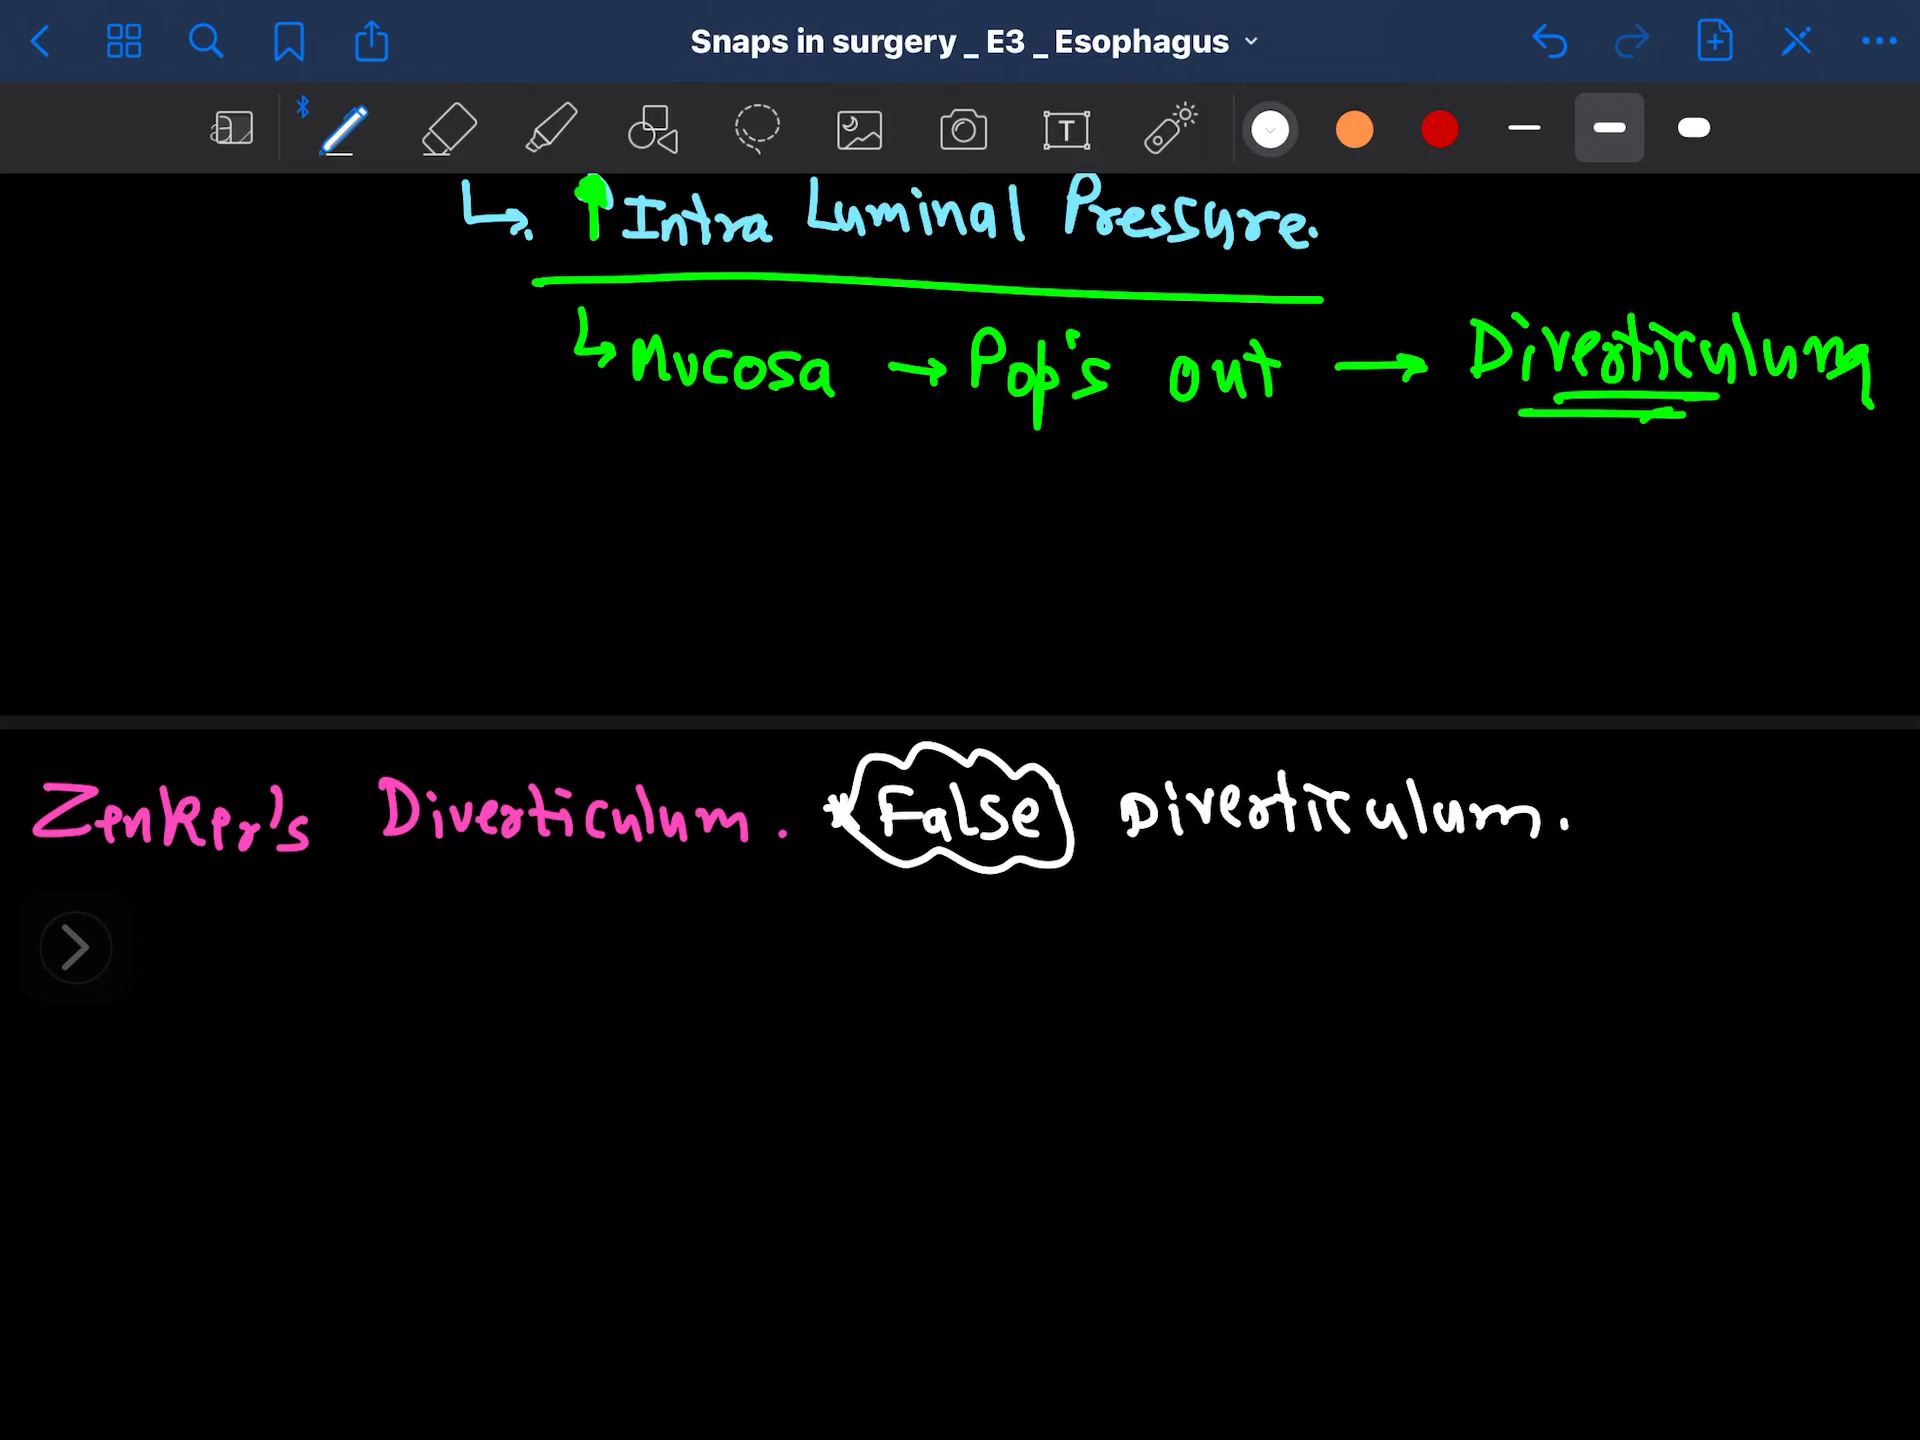 Snaps in surgery _ E3 _ Esophagus
T
↳ ↑ Intra Luminal Pressure.
↳ Mucosa → Pop's out → Diverticulum
Zenker's Diverticulum. * False Diverticulum.